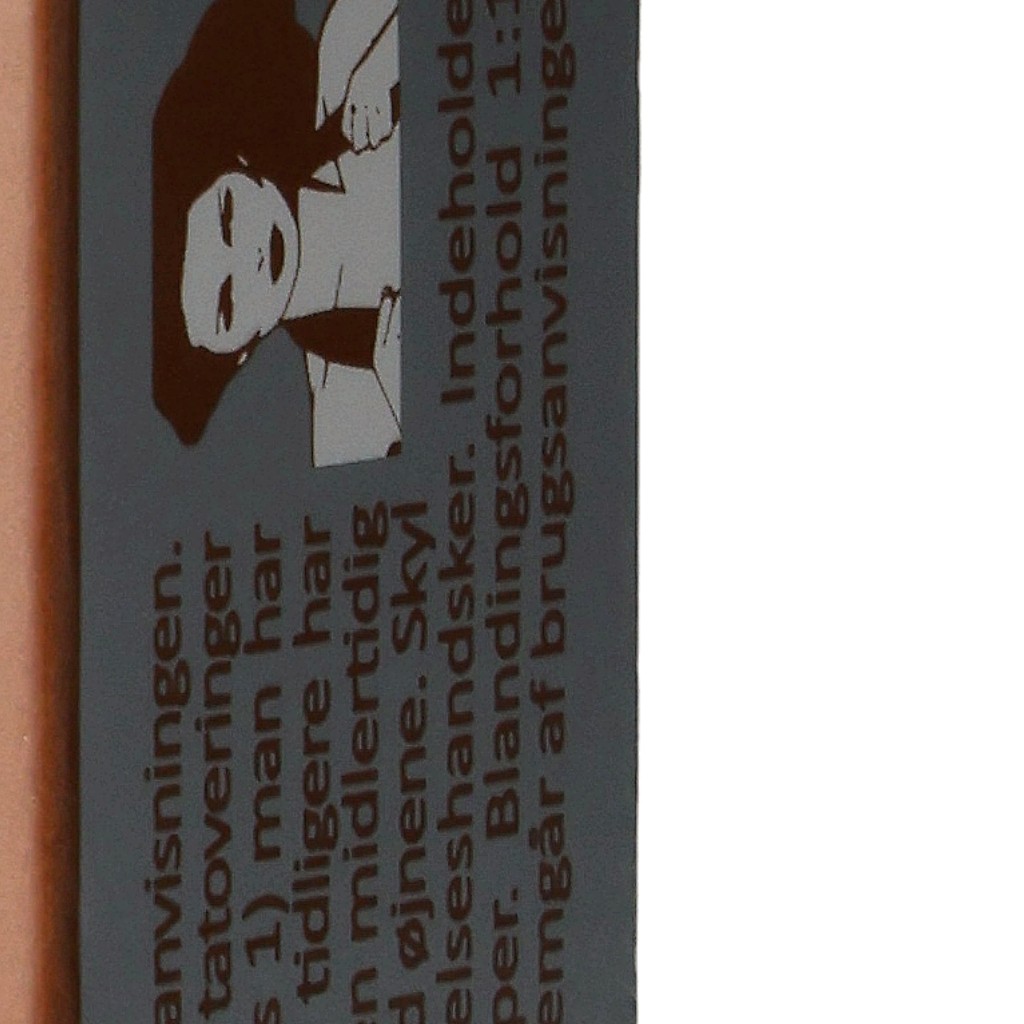 anvisningen.
tatoveringer
s 1) man har
tidligere har
en midlertidig
d øjnene. Skyl
elseshandsker. Indeholde
per. Blandingsforhold 1:1
emgår af brugsanvisninge